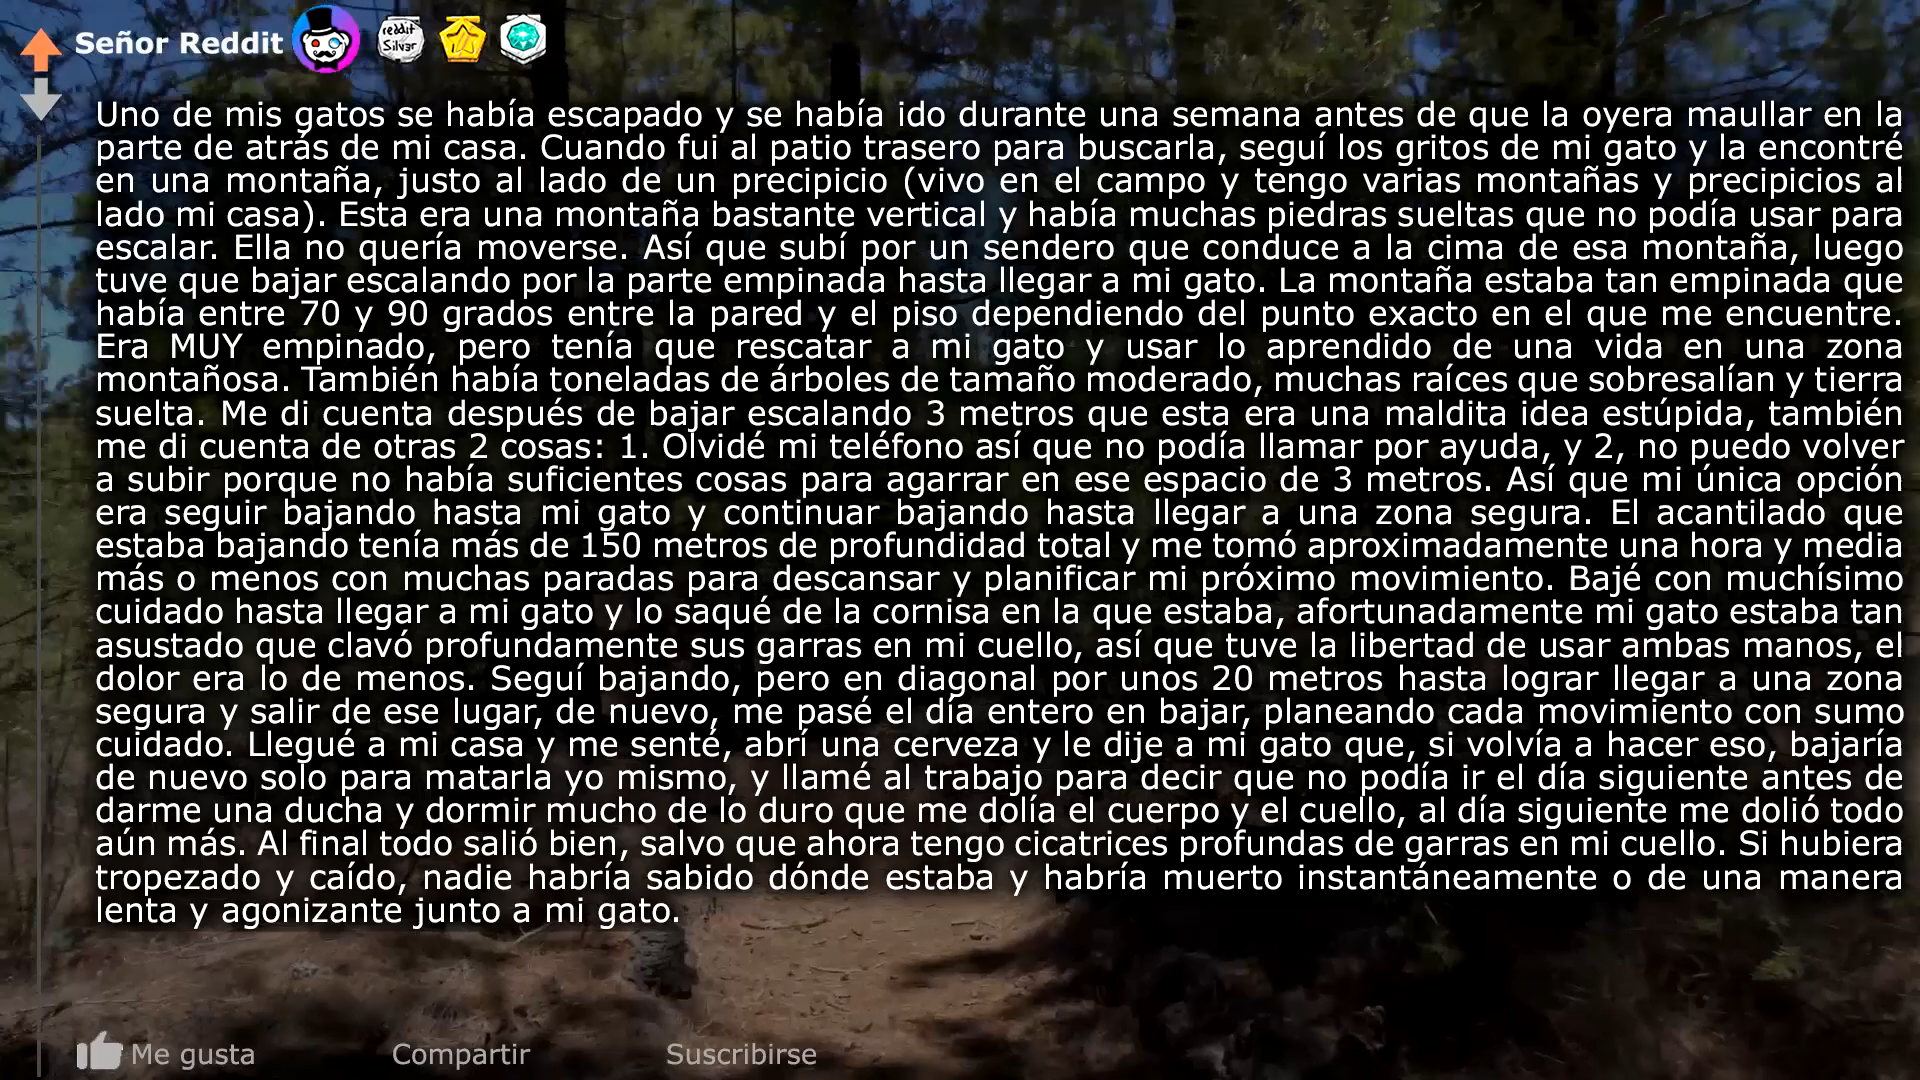 Señor Reddit
reddit
Silver
Uno de mis gatos se había escapado y se había ido durante una semana antes de que la oyera maullar en la
parte de atrás de mi casa. Cuando fui al patio trasero para buscarla, seguí los gritos de mi gato y la encontré
en una montaña, justo al lado de un precipicio (vivo en el campo y tengo varias montañas y precipicios al
lado mi casa). Esta era una montaña bastante vertical y había muchas piedras sueltas que no podía usar para
escalar. Ella no quería moverse. Así que subí por un sendero que conduce a la cima de esa montaña, luego
tuve que bajar escalando por la parte empinada hasta llegar a mi gato. La montaña estaba tan empinada que
había entre 70 y 90 grados entre la pared y el piso dependiendo del punto exacto en el que me encuentre.
Era MUY empinado, pero tenía que rescatar a mi gato y usar lo aprendido de una vida en una zona
montañosa. También había toneladas de árboles de tamaño moderado, muchas raíces que sobresalían y tierra
suelta. Me di cuenta después de bajar escalando 3 metros que esta era una maldita idea estúpida, también
me di cuenta de otras 2 cosas: 1. Olvidé mi teléfono así que no podía llamar por ayuda, y 2, no puedo volver
a subir porque no había suficientes cosas para agarrar en ese espacio de 3 metros. Así que mi única opción
era seguir bajando hasta mi gato y continuar bajando hasta llegar a una zona segura. El acantilado que
estaba bajando tenía más de 150 metros de profundidad total y me tomó aproximadamente una hora y media
más o menos con muchas paradas para descansar y planificar mi próximo movimiento. Bajé con muchísimo
cuidado hasta llegar a mi gato y lo saqué de la cornisa en la que estaba, afortunadamente mi gato estaba tan
asustado que clavó profundamente sus garras en mi cuello, así que tuve la libertad de usar ambas manos, el
dolor era lo de menos. Seguí bajando, pero en diagonal por unos 20 metros hasta lograr llegar a una zona
segura y salir de ese lugar, de nuevo, me pasé el día entero en bajar, planeando cada movimiento con sumo
cuidado. Llegué a mi casa y me senté, abrí una cerveza y le dije a mi gato que, si volvía a hacer eso, bajaría
de nuevo solo para matarla yo mismo, y llamé al trabajo para decir que no podía ir el día siguiente antes de
darme una ducha y dormir mucho de lo duro que me dolía el cuerpo y el cuello, al día siguiente me dolió todo
aún más. Al final todo salió bien, salvo que ahora tengo cicatrices profundas de garras en mi cuello. Si hubiera
tropezado y caído, nadie habría sabido dónde estaba y habría muerto instantáneamente o de una manera
lenta y agonizante junto a mi gato.
Me gusta
Compartir
Suscribirse